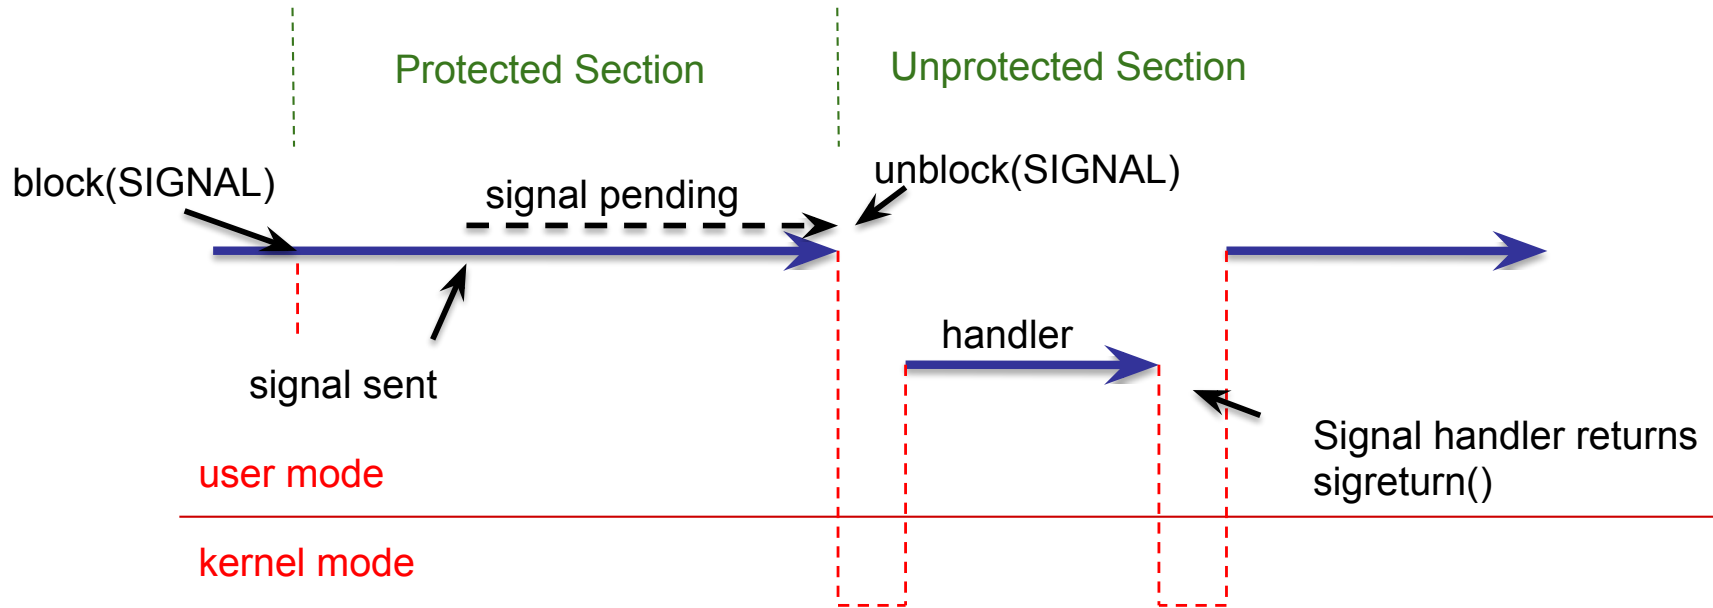 Protected Section
Unprotected Section
block(SIGNAL)
signal pending
unblock(SIGNAL)
handler
signal sent
Signal handler returns
sigreturn()
user mode
kernel mode